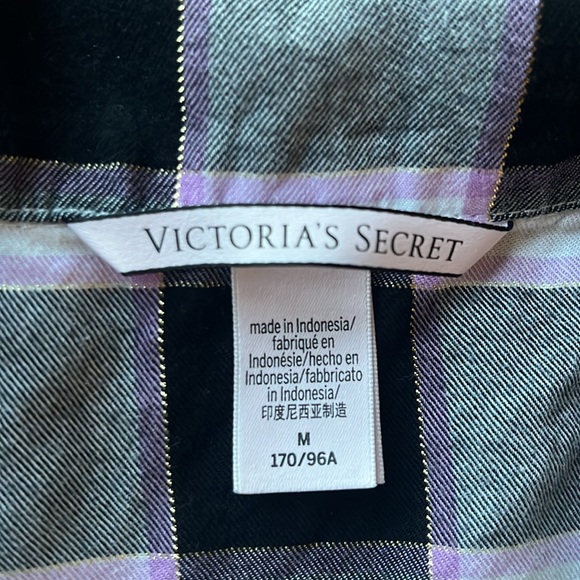 VICTORIA'S SECRET
made in Indonesia/
fabriqué en
Indonésie/hecho en
Indonesia/fabbricato
in Indonesia/
印度尼西亚制造
M
170/96A